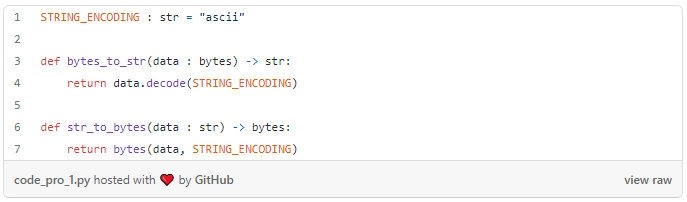 1 STRING_ENCODING : str = "ascii"
2
3 def bytes_to_str(data : bytes) -> str:
4     return data.decode(STRING_ENCODING)
5
6 def str_to_bytes(data : str) -> bytes:
7     return bytes(data, STRING_ENCODING)
code_pro_1.py hosted with ❤ by GitHub view raw